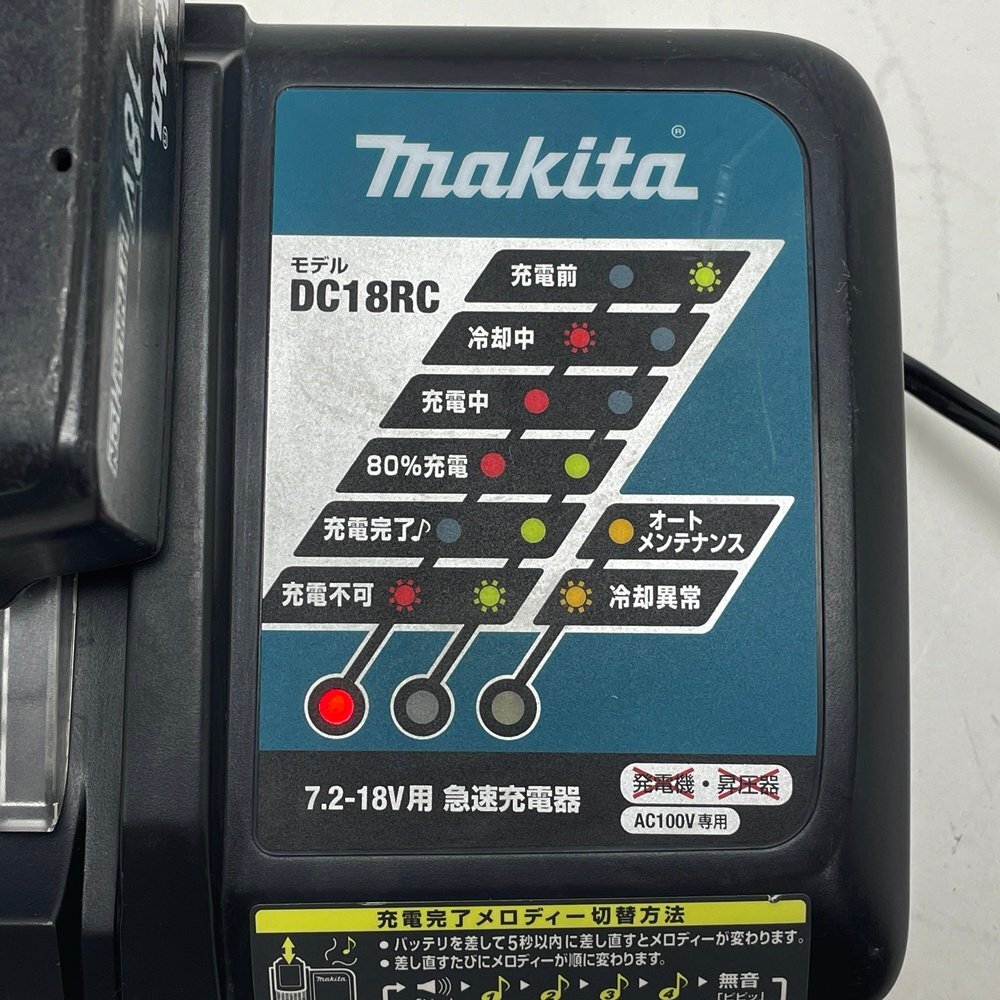 makita®
モデル
DC18RC
充電前
冷却中
充電中
80%充電
充電完了♪
オート
メンテナンス
充電不可
冷却異常
7.2-18V用 急速充電器
発電機・昇圧器
AC100V専用
充電完了メロディー切替方法
● バッテリを差して5秒以内に差し直すとメロディーが変わります。
● 差し直すたびにメロディーが順に変わります。
makita
1 2 3 4 無音
18V